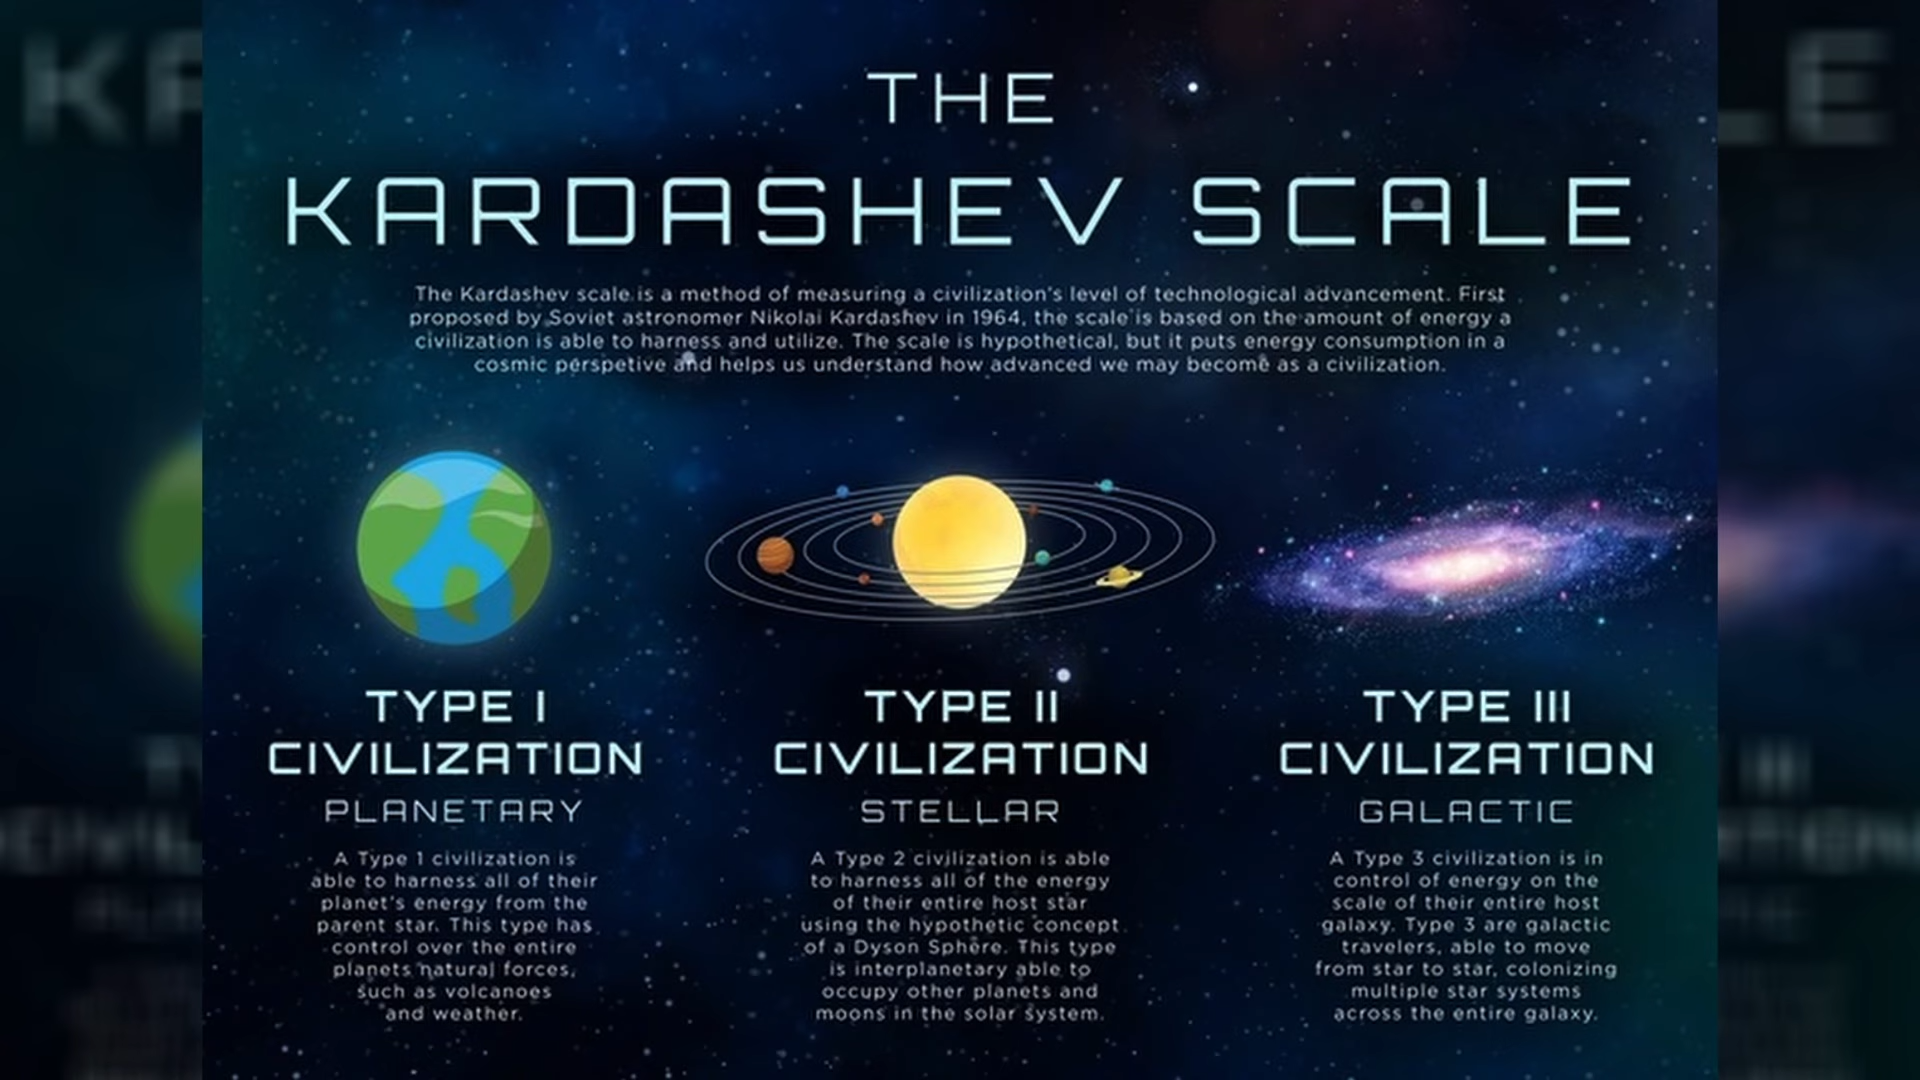 THE
KARDASHEV SCALE
The Kardashev scale is a method of measuring a civilization's level of technological advancement. First
proposed by Soviet astronomer Nikolai Kardashev in 1964, the scale is based on the amount of energy a
civilization is able to harness and utilize. The scale is hypothetical, but it puts energy consumption in a
cosmic perspetive and helps us understand how advanced we may become as a civilization.
TYPE I
CIVILIZATION
PLANETARY
A Type 1 civilization is
able to harness all of their
planet's energy from the
parent star. This type has
control over the entire
planets natural forces,
such as volcanoes
and weather.
TYPE II
CIVILIZATION
STELLAR
A Type 2 civilization is able
to harness all of the energy
of their entire host star
using the hypothetic concept
of a Dyson Sphere. This type
is interplanetary able to
occupy other planets and
moons in the solar system.
TYPE III
CIVILIZATION
GALACTIC
A Type 3 civilization is in
control of energy on the
scale of their entire host
galaxy. Type 3 are galactic
travelers, able to move
from star to star, colonizing
multiple star systems
across the entire galaxy.